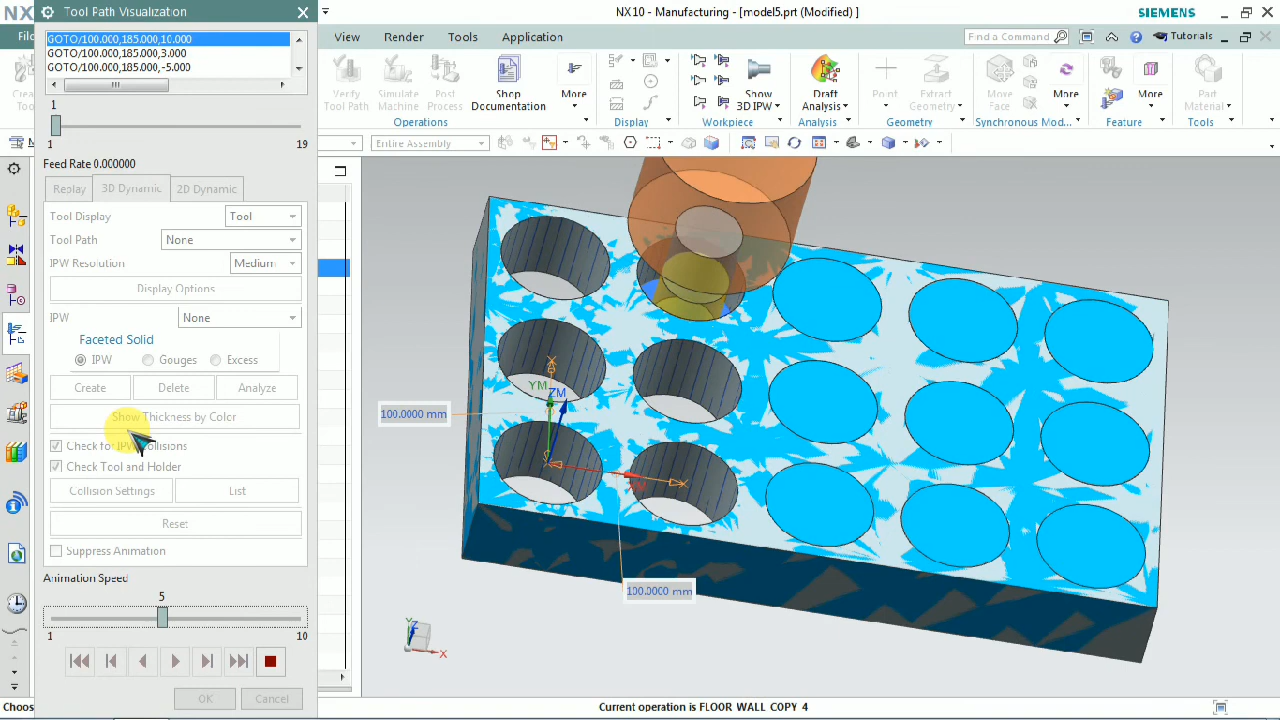 NX
Tool Path Visualization
NX10 - Manufacturing - [model5.prt (Modified) ]
SIEMENS
View
Render
Tools
Application
Find a Command
Tutorials
GOTO/100.000,185.000,10.000
GOTO/100.000,185.000,3.000
GOTO/100.000,185.000,-5.000
1
1
19
Feed Rate 0.000000
Replay
3D Dynamic
2D Dynamic
Tool Display
Tool
Tool Path
None
IPW Resolution
Medium
Display Options
IPW
None
Faceted Solid
IPW
Gouges
Excess
Create
Delete
Analyze
Show Thickness by Color
Check for IPW Collisions
Check Tool and Holder
Collision Settings
List
Reset
Suppress Animation
Animation Speed
5
1
10
OK
Cancel
Verify Tool Path
Simulate Machine
Post Process
Shop Documentation
More
Operations
Display
Show 3D IPW
Workpiece
Draft Analysis
Analysis
Point
Extract Geometry
Geometry
Move Face
More
Synchronous Mod...
More
Feature
Part Material
Tools
Entire Assembly
YM
ZM
XM
100.0000 mm
100.0000 mm
Y
Z
X
Choos
Current operation is FLOOR WALL COPY 4